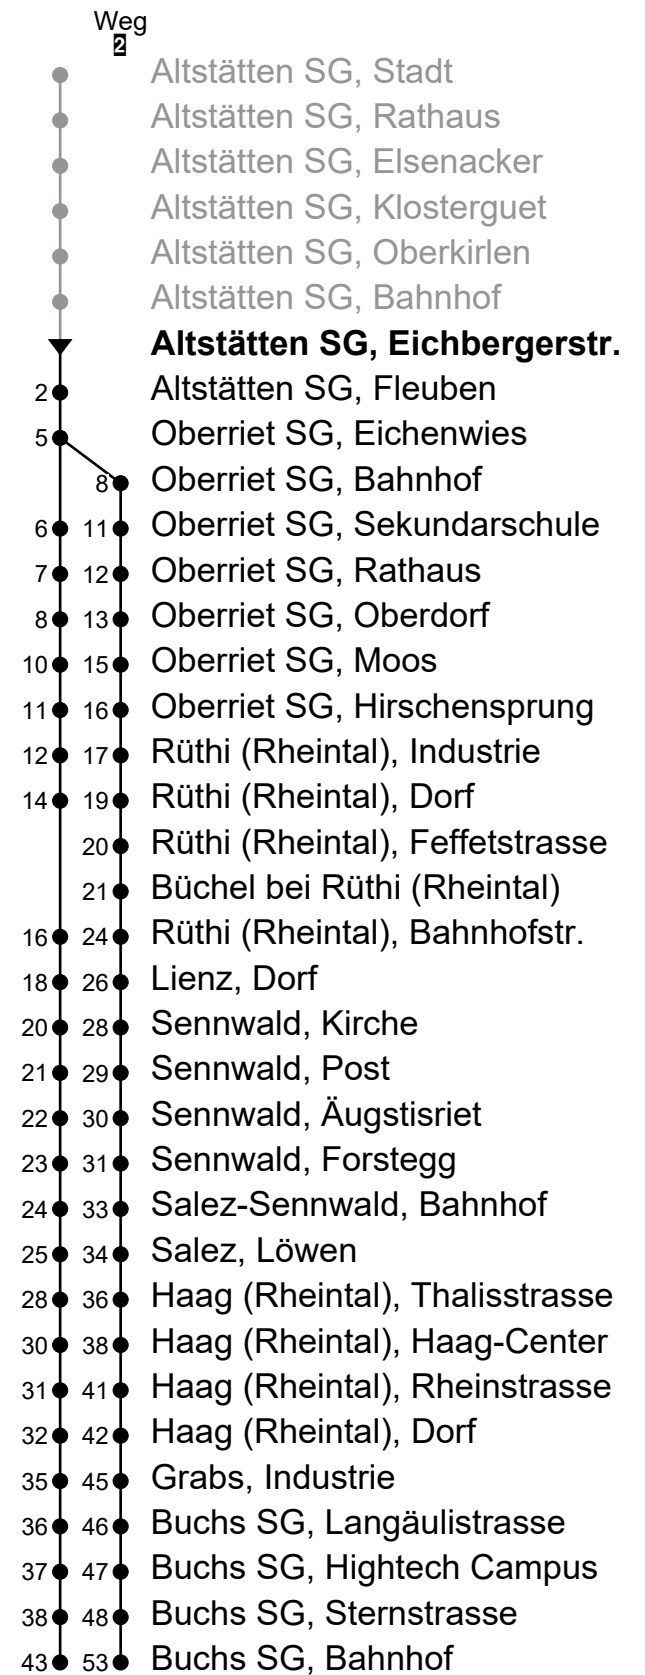 Weg
2
Altstätten SG, Stadt
Altstätten SG, Rathaus
Altstätten SG, Elsenacker
Altstätten SG, Klosterguet
Altstätten SG, Oberkirlen
Altstätten SG, Bahnhof
Altstätten SG, Eichbergerstr.
2 Altstätten SG, Fleuben
5 Oberriet SG, Eichenwies
8 Oberriet SG, Bahnhof
6 11 Oberriet SG, Sekundarschule
7 12 Oberriet SG, Rathaus
8 13 Oberriet SG, Oberdorf
10 15 Oberriet SG, Moos
11 16 Oberriet SG, Hirschensprung
12 17 Rüthi (Rheintal), Industrie
14 19 Rüthi (Rheintal), Dorf
20 Rüthi (Rheintal), Feffetstrasse
21 Büchel bei Rüthi (Rheintal)
16 24 Rüthi (Rheintal), Bahnhofstr.
18 26 Lienz, Dorf
20 28 Sennwald, Kirche
21 29 Sennwald, Post
22 30 Sennwald, Äugstisriet
23 31 Sennwald, Forstegg
24 33 Salez-Sennwald, Bahnhof
25 34 Salez, Löwen
28 36 Haag (Rheintal), Thalisstrasse
30 38 Haag (Rheintal), Haag-Center
31 41 Haag (Rheintal), Rheinstrasse
32 42 Haag (Rheintal), Dorf
35 45 Grabs, Industrie
36 46 Buchs SG, Langäulistrasse
37 47 Buchs SG, Hightech Campus
38 48 Buchs SG, Sternstrasse
43 53 Buchs SG, Bahnhof